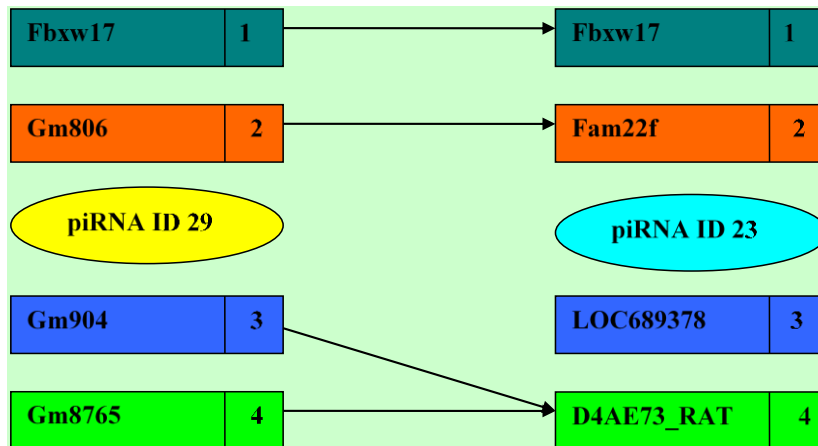 Fbxw17 1 Fbxw17 1
Gm806 2 Fam22f 2
piRNA ID 29 piRNA ID 23
Gm904 3 LOC689378 3
Gm8765 4 D4AE73_RAT 4